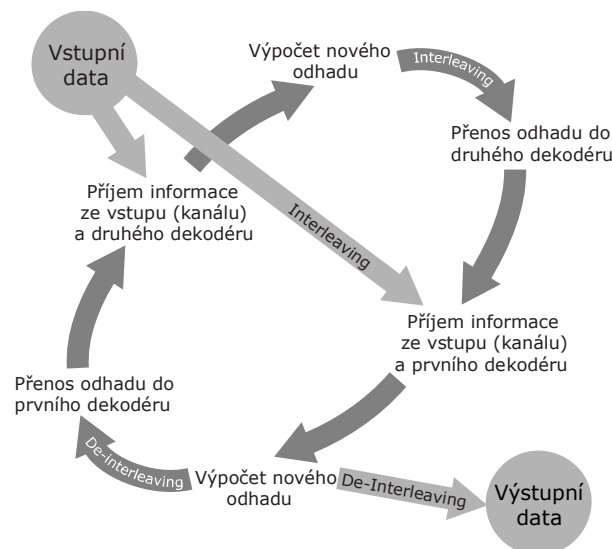 Vstupní
data
Výpočet nového
odhadu
Interleaving
Přenos odhadu do
druhého dekodéru
Příjem informace
ze vstupu (kanálu)
a druhého dekodéru
Interleaving
Příjem informace
ze vstupu (kanálu)
a prvního dekodéru
Přenos odhadu do
prvního dekodéru
De-interleaving
Výpočet nového
odhadu
De-Interleaving
Výstupní
data